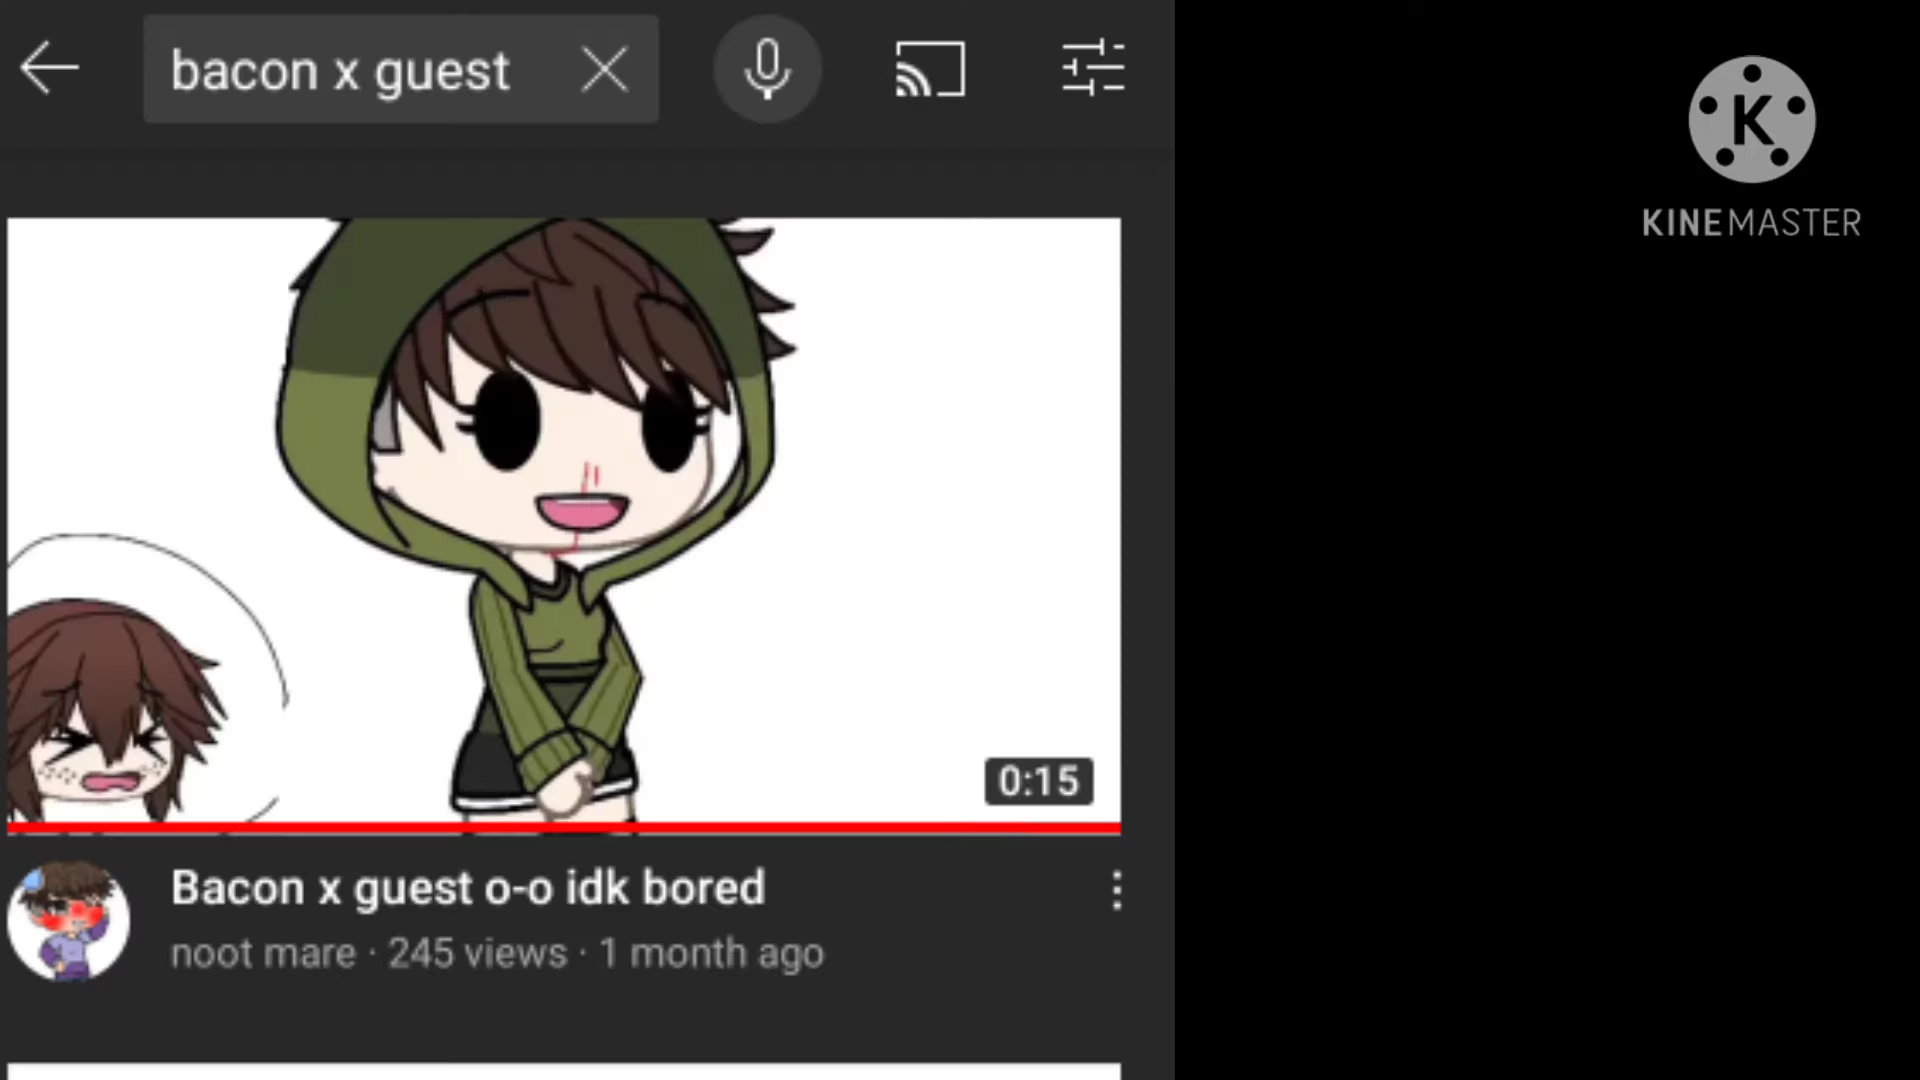 bacon x guest
K
KINEMASTER
0:15
Bacon x guest o-o idk bored
noot mare · 245 views · 1 month ago